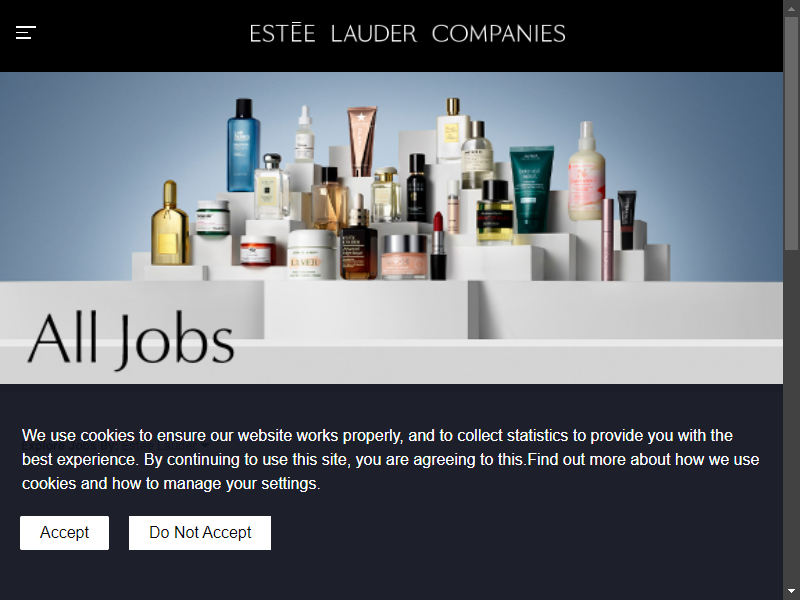 ESTĒE LAUDER COMPANIES
All Jobs
We use cookies to ensure our website works properly, and to collect statistics to provide you with the
best experience. By continuing to use this site, you are agreeing to this.Find out more about how we use
cookies and how to manage your settings.
Accept
Do Not Accept